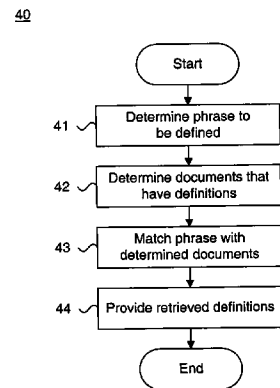 40
Start
41
Determine phrase to
be defined
42
Determine documents that
have definitions
43
Match phrase with
determined documents
44
Provide retrieved definitions
End